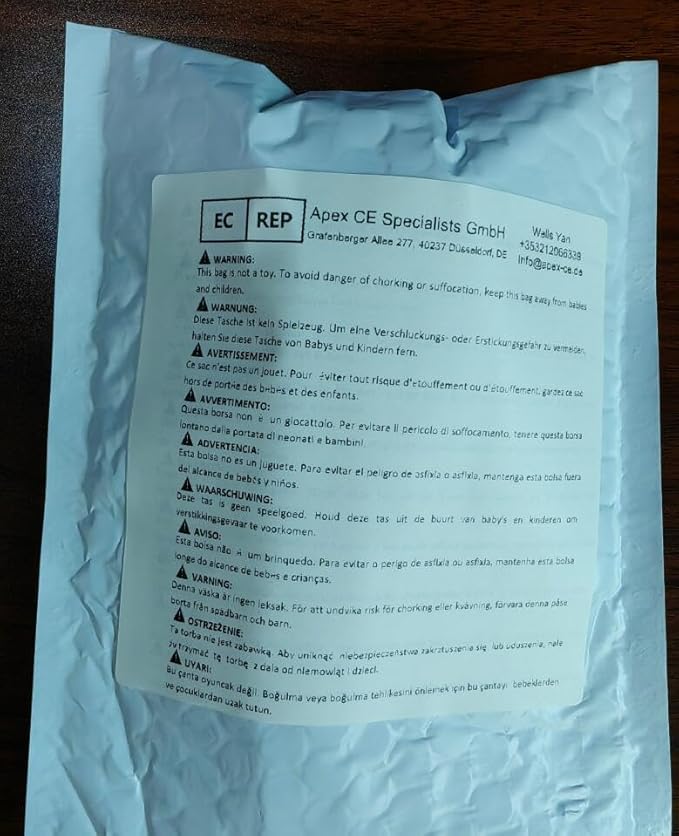 EC REP Apex CE Specialists GmbH
Grafenberger Allee 277, 40237 Düsseldorf, DE
Wells Yan
+353212066339
Info@apex-ce.de
WARNING:
This bag is not a toy. To avoid danger of chorking or suffocation, keep this bag away from babies
and children.
WARNUNG:
Diese Tasche ist kein Spielzeug. Um eine Verschluckungs- oder Erstickungsgefahr zu vermeiden,
halten Sie diese Tasche von Babys und Kindern fern.
AVERTISSEMENT:
Ce sac n'est pas un jouet. Pour éviter tout risque d'étouffement ou d'étouffement, gardez ce sac
hors de portée des bébés et des enfants.
AVVERTIMENTO:
Questa borsa non è un giocattolo. Per evitare il pericolo di soffocamento, tenere questa borsa
lontano dalla portata di neonati e bambini.
ADVERTENCIA:
Esta bolsa no es un juguete. Para evitar el peligro de asfixia o asfixia, mantenga esta bolsa fuera
del alcance de bebés y niños.
WAARSCHUWING:
Deze tas is geen speelgoed. Houd deze tas uit de buurt van baby's en kinderen om
verstikkingsgevaar te voorkomen.
AVISO:
Esta bolsa não é um brinquedo. Para evitar o perigo de asfixia ou asfixia, mantenha esta bolsa
longe do alcance de bebês e crianças.
VARNING:
Denna väska är ingen leksak. För att undvika risk för chorking eller kvävning, förvara denna påse
borta från spädbarn och barn.
OSTRZEŻENIE:
Ta torba nie jest zabawką. Aby uniknąć niebezpieczeństwa zakrztuszenia się lub uduszenia, należy
utrzymać tę torbę z dala od niemowląt i dzieci.
UYARI:
Bu çanta oyuncak değil. Boğulma veya boğulma tehlikesini önlemek için bu çantayı bebeklerden
ve çocuklardan uzak tutun.